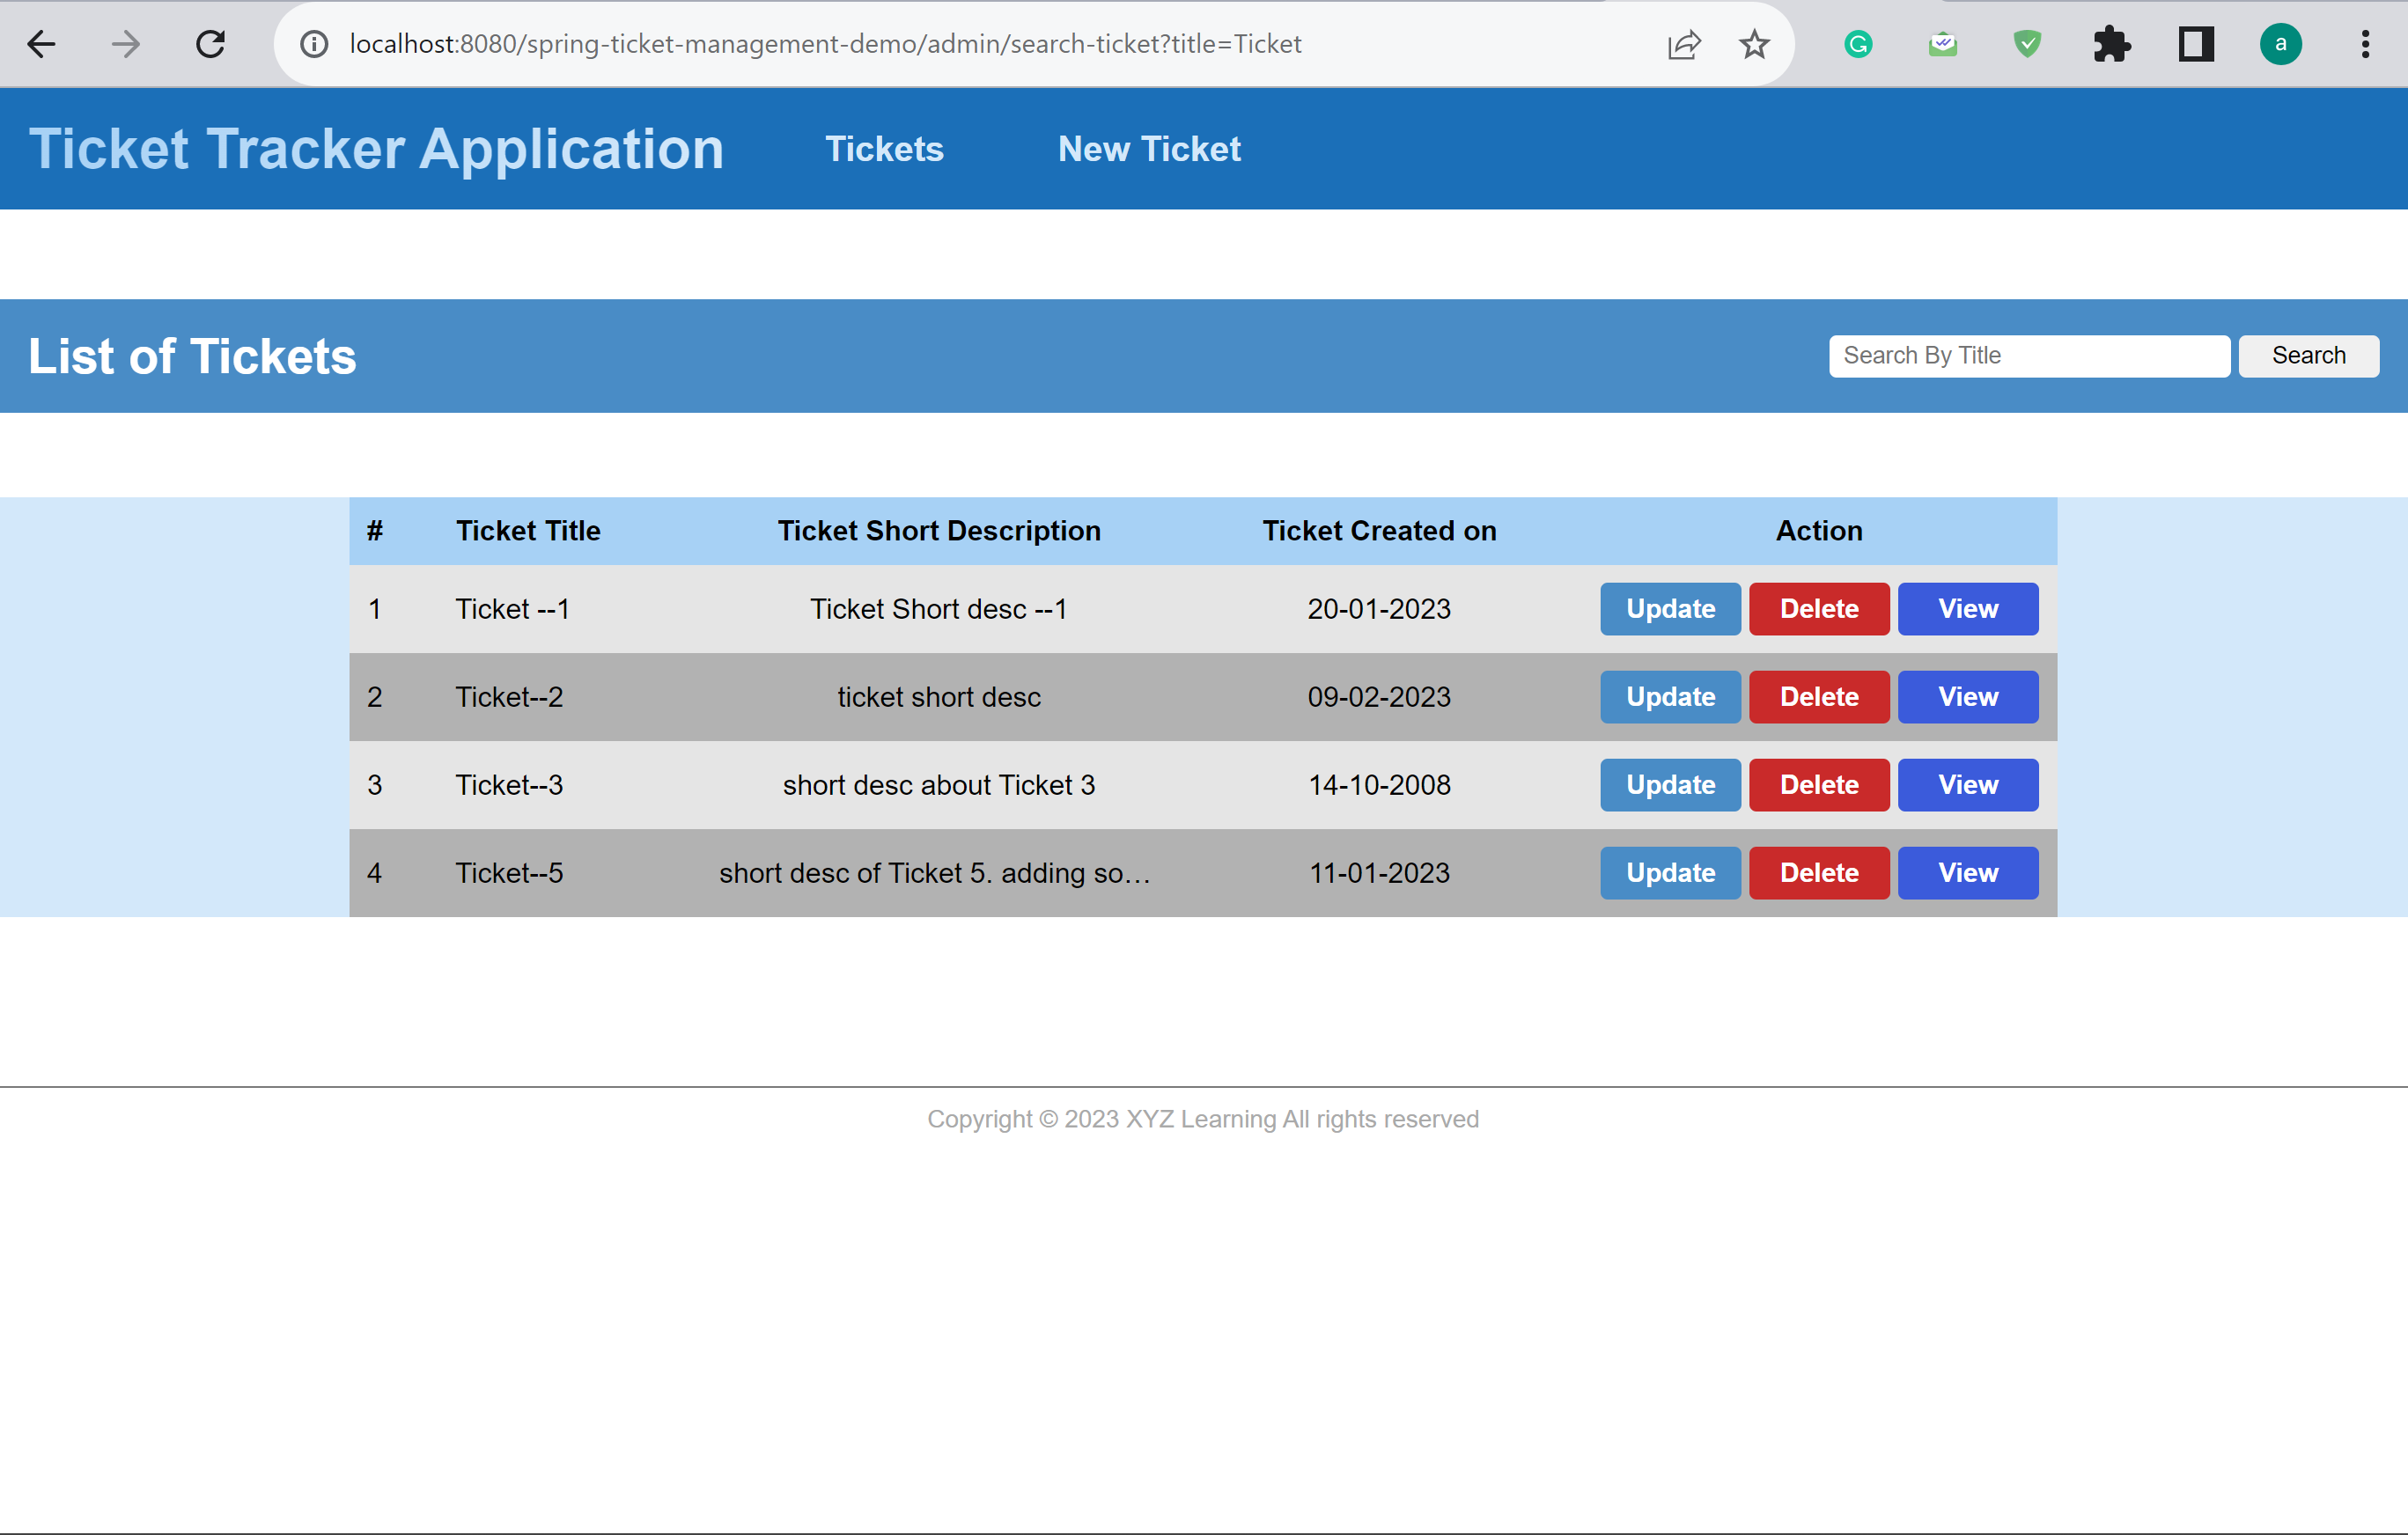 localhost:8080/spring-ticket-management-demo/admin/search-ticket?title=Ticket
a
Ticket Tracker Application Tickets New Ticket
List of Tickets Search By Title Search
# Ticket Title Ticket Short Description Ticket Created on Action
1 Ticket --1 Ticket Short desc --1 20-01-2023 Update Delete View
2 Ticket--2 ticket short desc 09-02-2023 Update Delete View
3 Ticket--3 short desc about Ticket 3 14-10-2008 Update Delete View
4 Ticket--5 short desc of Ticket 5. adding so... 11-01-2023 Update Delete View
Copyright © 2023 XYZ Learning All rights reserved